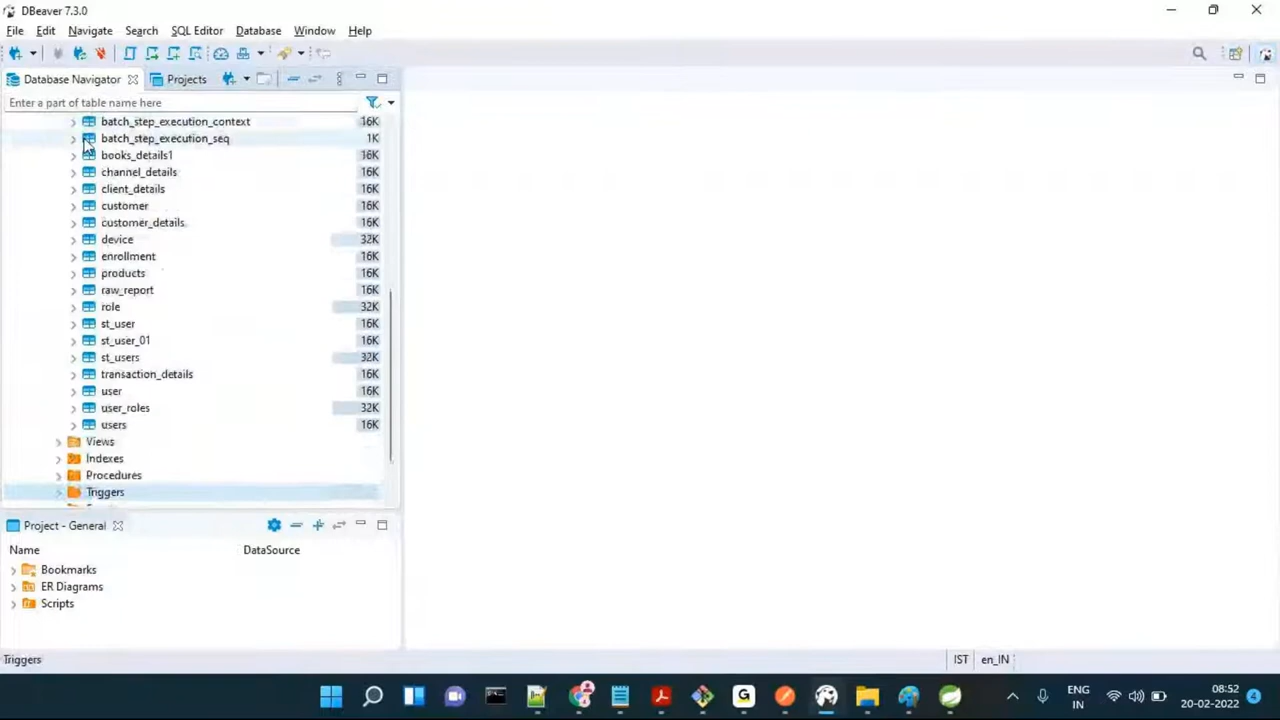 DBeaver 7.3.0
File Edit Navigate Search SQL Editor Database Window Help
Database Navigator Projects
Enter a part of table name here
batch_step_execution_context 16K
batch_step_execution_seq 1K
books_details1 16K
channel_details 16K
client_details 16K
customer 16K
customer_details 16K
device 32K
enrollment 16K
products 16K
raw_report 16K
role 32K
st_user 16K
st_user_01 16K
st_users 32K
transaction_details 16K
user 16K
user_roles 32K
users 16K
Views
Indexes
Procedures
Triggers
Project - General
Name DataSource
Bookmarks
ER Diagrams
Scripts
Triggers IST en_IN
ENG 08:52
IN 20-02-2022 4